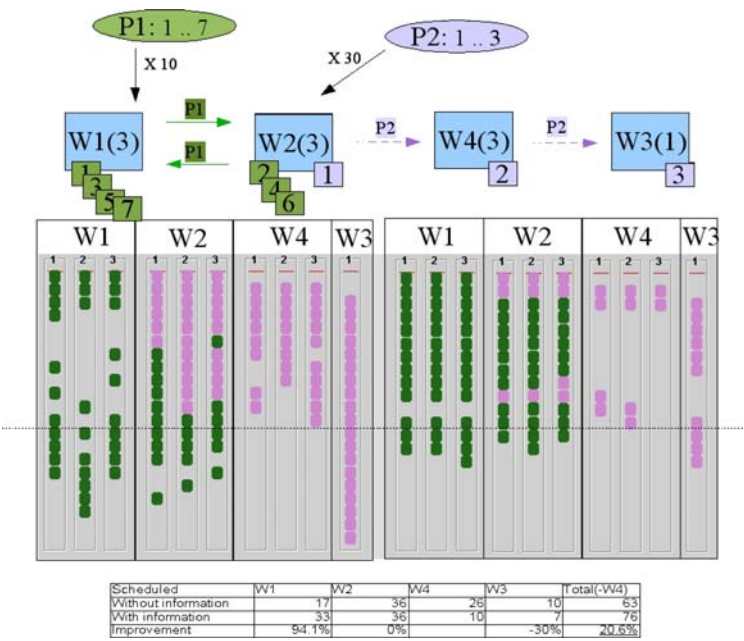 P1: 1 .. 7
P2: 1 .. 3
X 10
X 30
P1
P2
P2
W1(3)
W2(3)
W4(3)
W3(1)
P1
1
3
5
7
2
4
6
1
2
3
W1 W2 W4 W3 W1 W2 W4 W3
1 2 3 1 2 3 1 2 3 1 1 2 3 1 2 3 1 2 3 1
Scheduled W1 W2 W4 W3 Total(-W4)
Without information 17 36 26 10 63
With information 33 36 10 7 76
Improvement 94.1% 0% -30% 20.6%